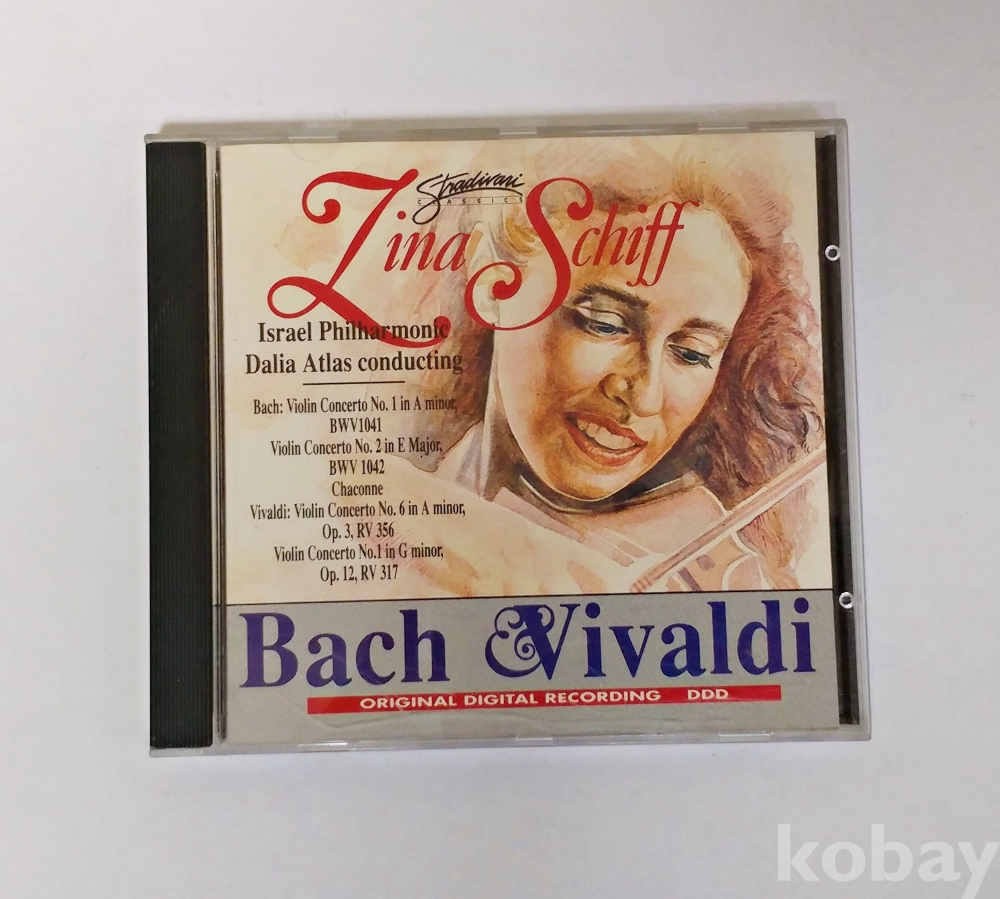 Stradivari
CLASSICS
Zina Schiff
Israel Philharmonic
Dalia Atlas conducting
Bach: Violin Concerto No. 1 in A minor,
BWV1041
Violin Concerto No. 2 in E Major,
BWV 1042
Chaconne
Vivaldi: Violin Concerto No. 6 in A minor,
Op. 3, RV 356
Violin Concerto No.1 in G minor,
Op. 12, RV 317
Bach & Vivaldi
ORIGINAL DIGITAL RECORDING DDD
kobay